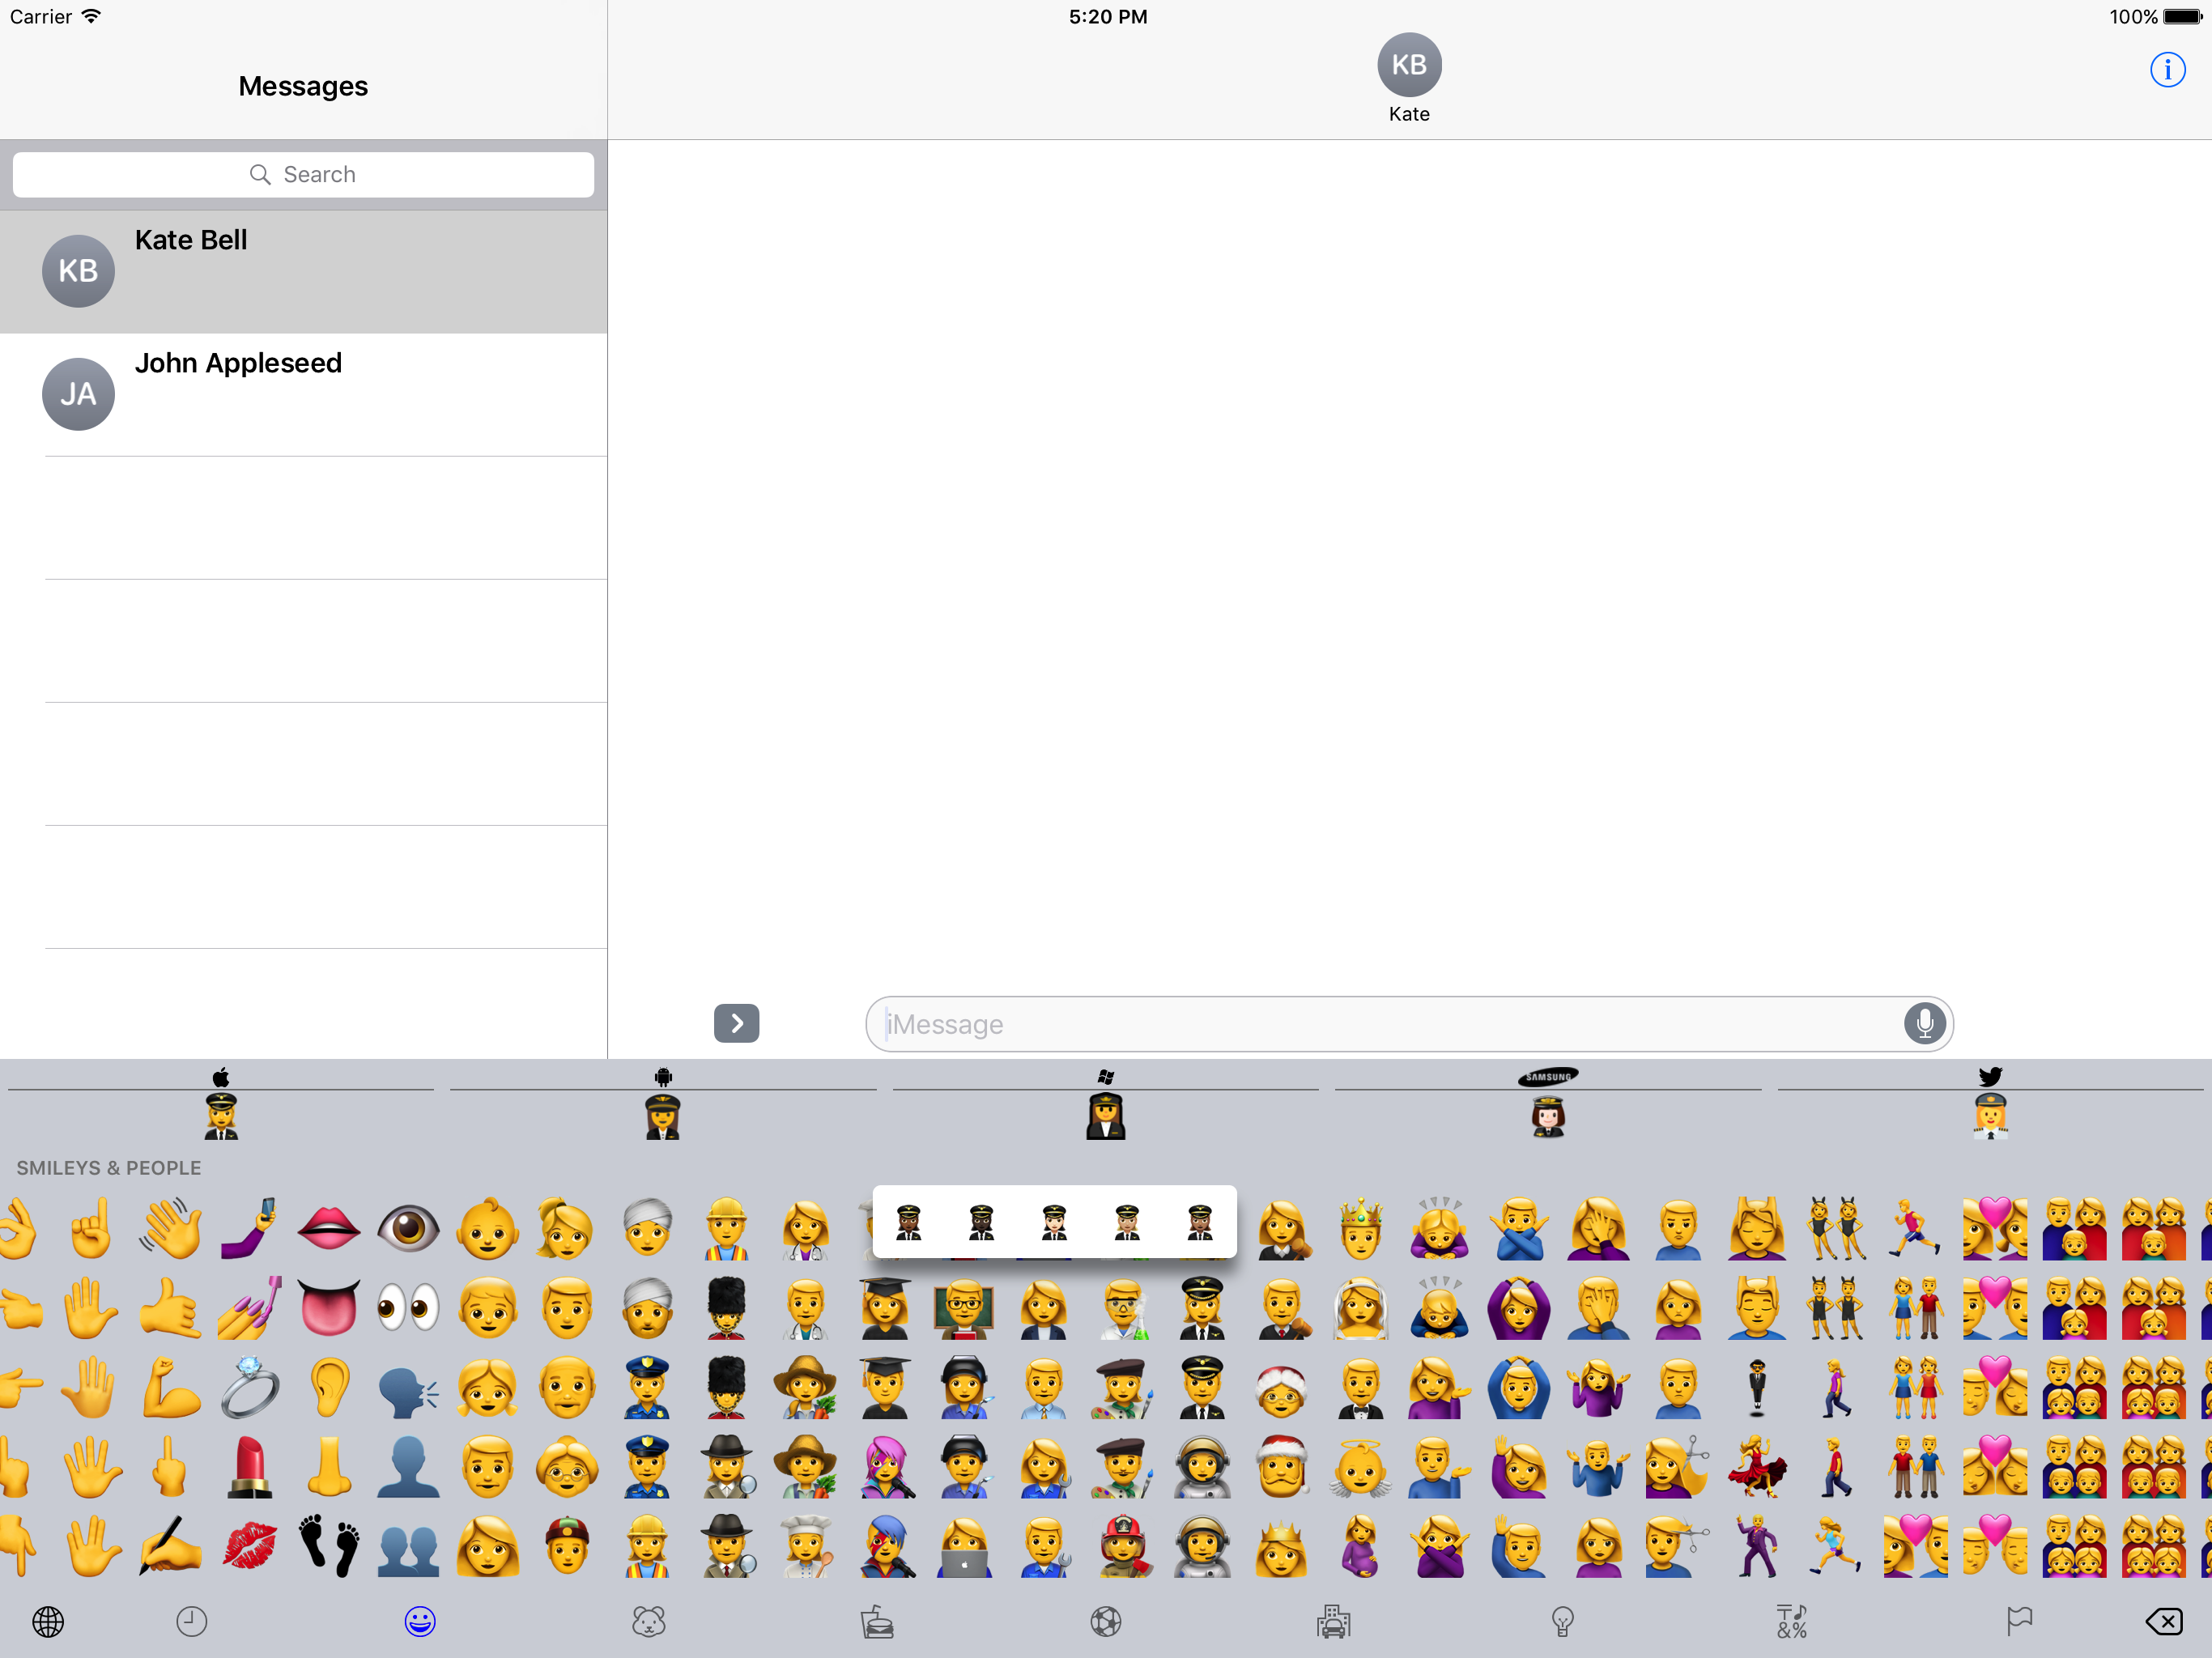 Carrier
5:20 PM
100%
Messages
KB
Kate
Search
KB
Kate Bell
JA
John Appleseed
iMessage
SAMSUNG
SMILEYS & PEOPLE
&%